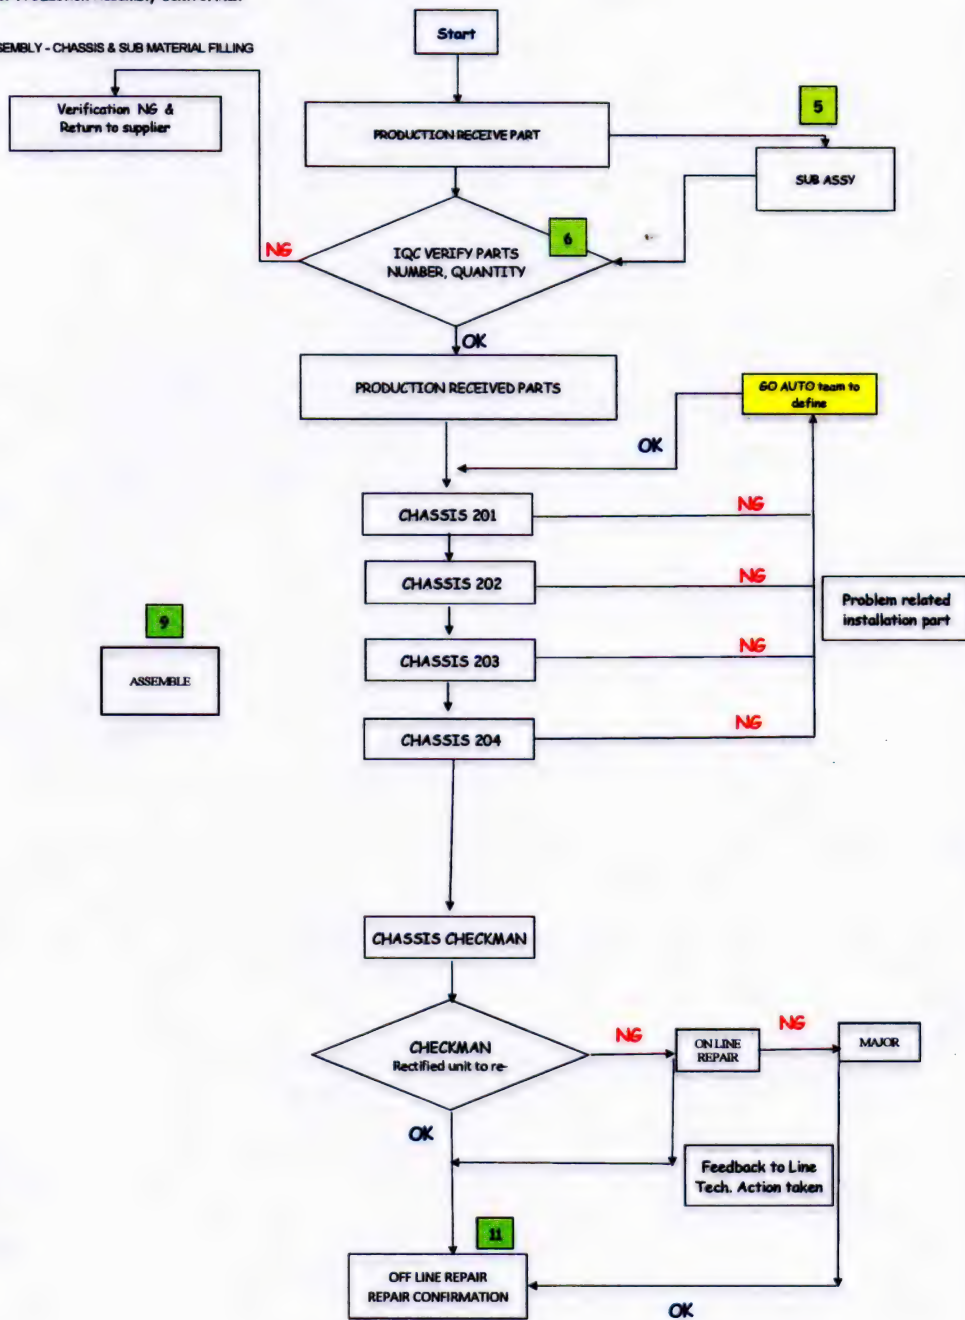 Start
SEMBLY - CHASSIS & SUB MATERIAL FILLING
Verification NG &
Return to supplier
5
PRODUCTION RECEIVE PART
SUB ASSY
6
NG
IQC VERIFY PARTS
NUMBER, QUANTITY
OK
PRODUCTION RECEIVED PARTS
GO AUTO team to
define
OK
CHASSIS 201
NG
CHASSIS 202
NG
Problem related
installation part
9
CHASSIS 203
NG
ASSEMBLE
CHASSIS 204
NG
CHASSIS CHECKMAN
CHECKMAN
Rectified unit to re-
NG
ON LINE
REPAIR
NG
MAJOR
OK
Feedback to Line
Tech. Action taken
11
OFF LINE REPAIR
REPAIR CONFIRMATION
OK